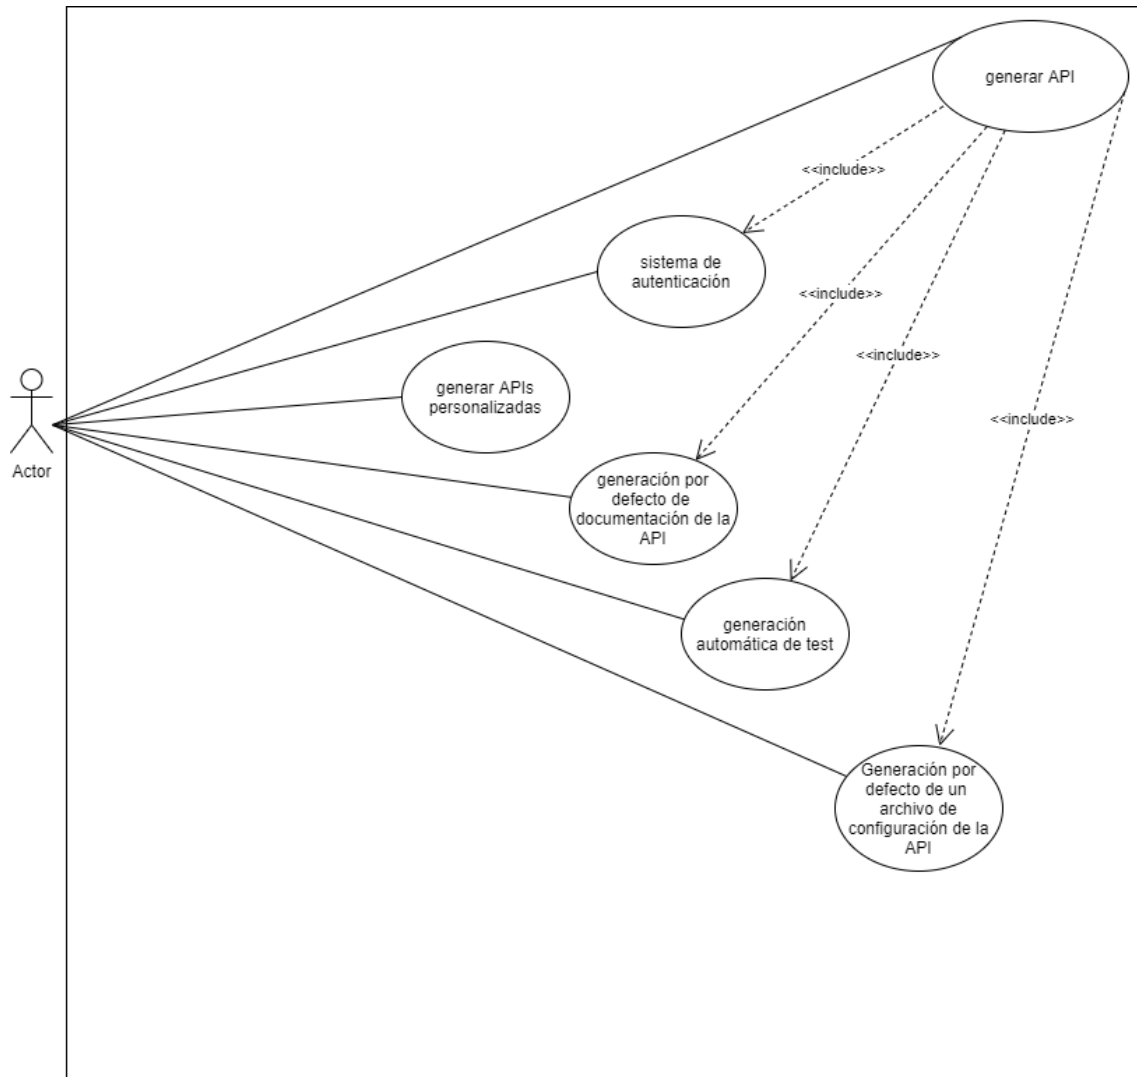 generar API
<<include>>
sistema de
autenticación
<<include>>
<<include>>
generar APIs
personalizadas
<<include>>
Actor
generación por
defecto de
documentación de la
API
generación
automática de test
Generación por
defecto de un
archivo de
configuración de la
API